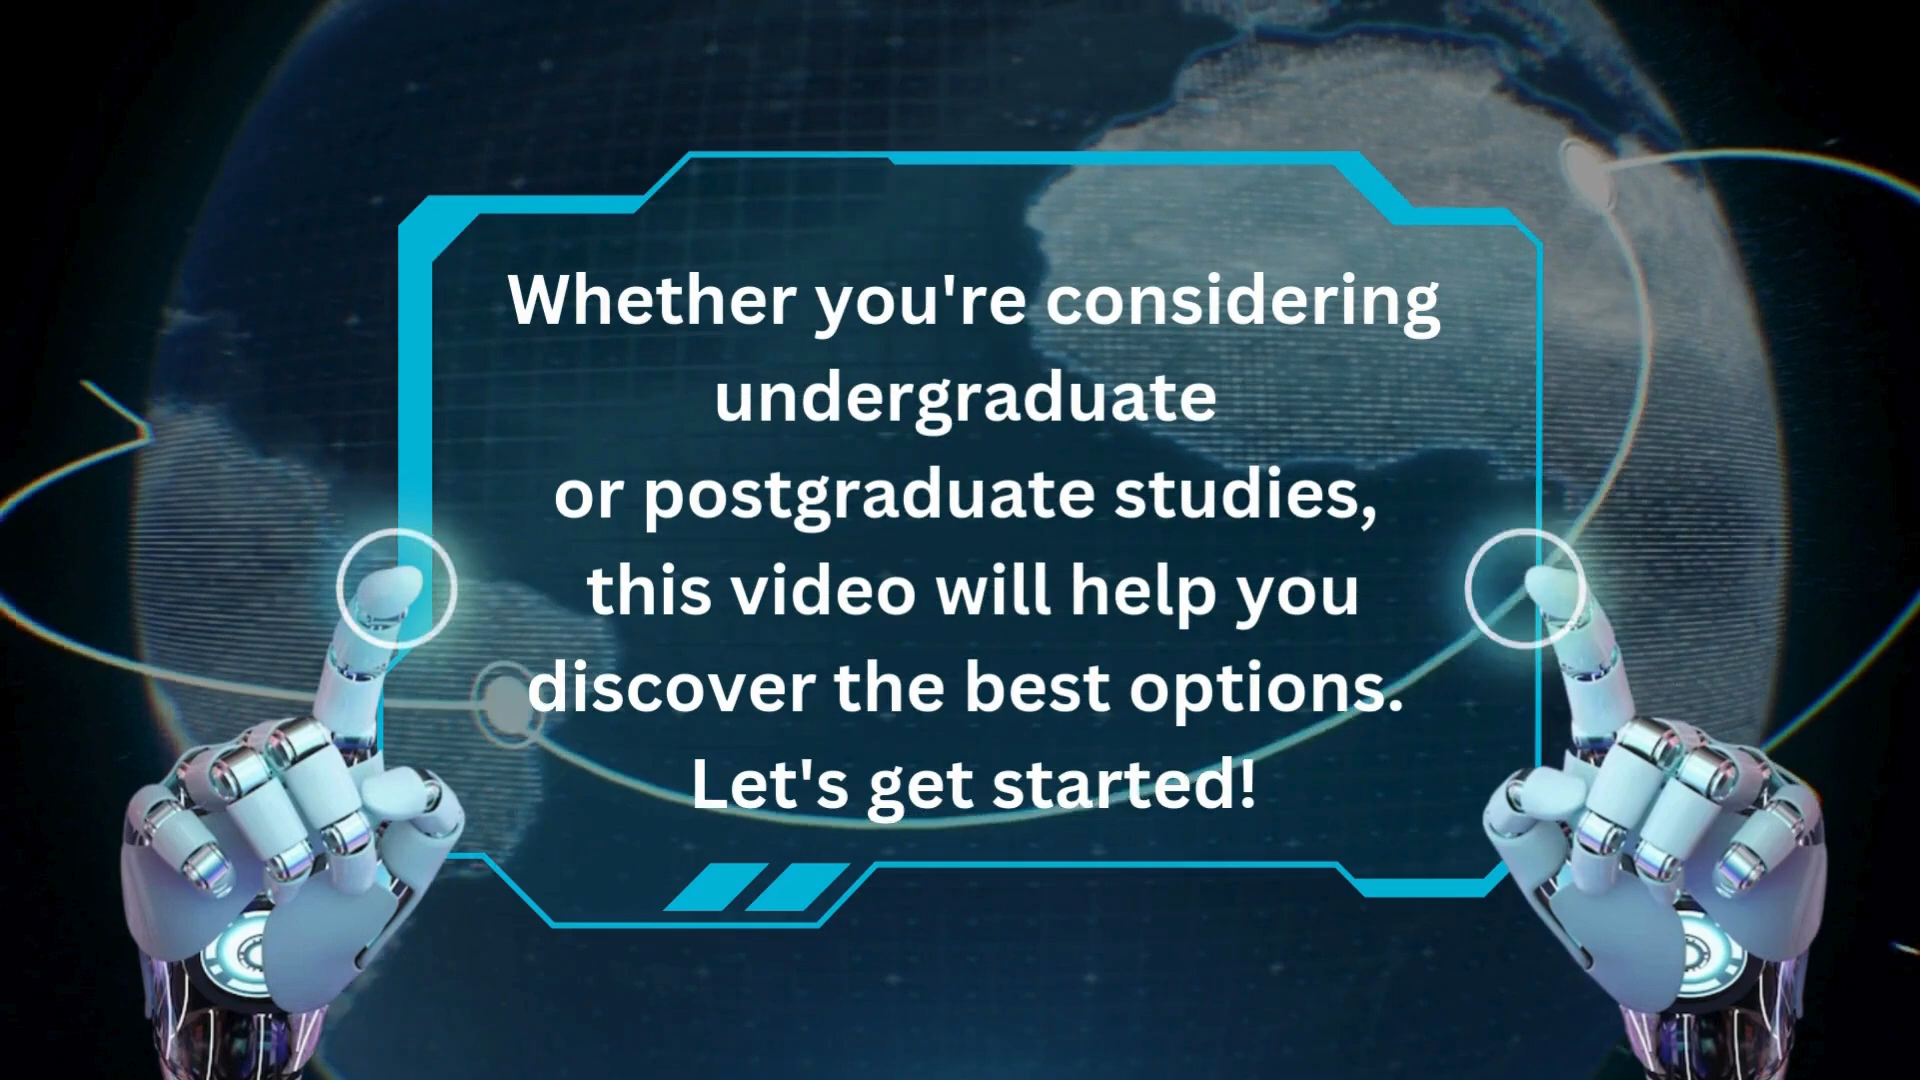 Whether you're considering
undergraduate
or postgraduate studies,
this video will help you
discover the best options.
Let's get started!